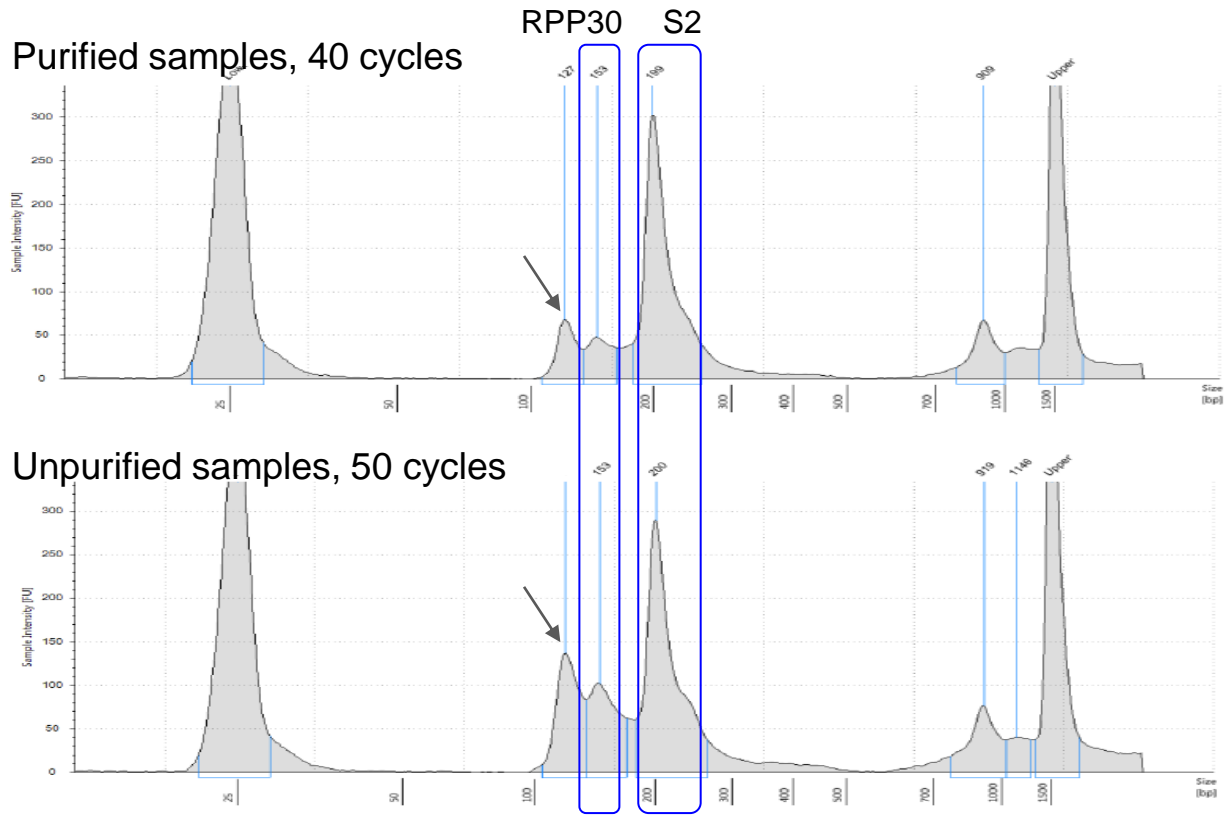 RPP30 S2
Purified samples, 40 cycles
127 153 199 909 Upper
Sample Intensity [FU]
300
250
200
150
100
50
0
25 50 100 200 300 400 500 700 1000 1500
Size
[bp]
Unpurified samples, 50 cycles
153 200 919 1146 Upper
Sample Intensity [FU]
300
250
200
150
100
50
0
25 50 100 200 300 400 500 700 1000 1500
Size
[bp]